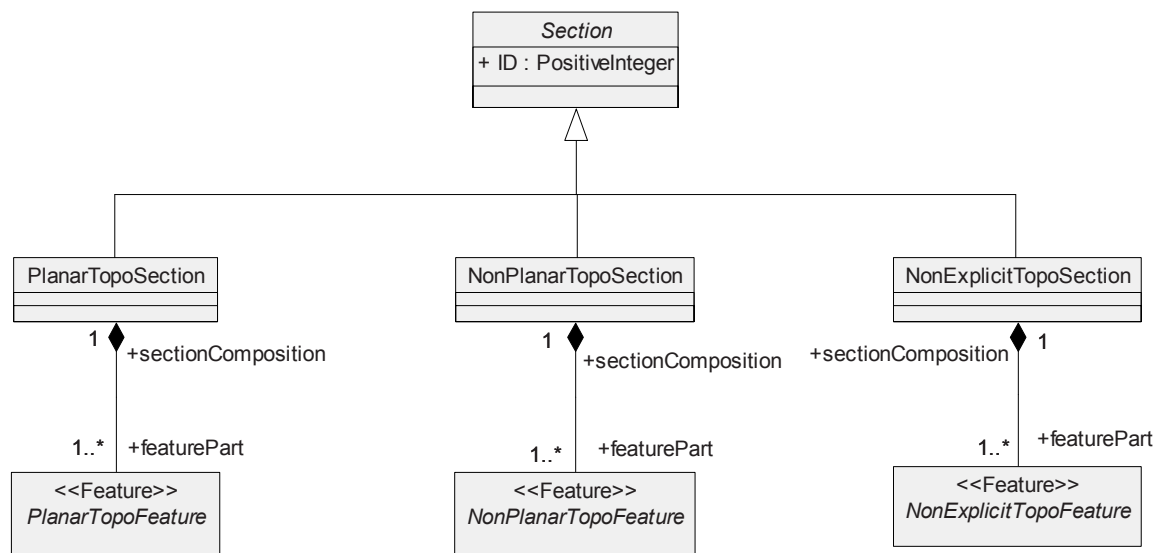 Section
+ ID : PositiveInteger
PlanarTopoSection
NonPlanarTopoSection
NonExplicitTopoSection
1
+sectionComposition
1
+sectionComposition
+sectionComposition
1
1..*
+featurePart
1..*
+featurePart
1..*
+featurePart
<<Feature>>
PlanarTopoFeature
<<Feature>>
NonPlanarTopoFeature
<<Feature>>
NonExplicitTopoFeature